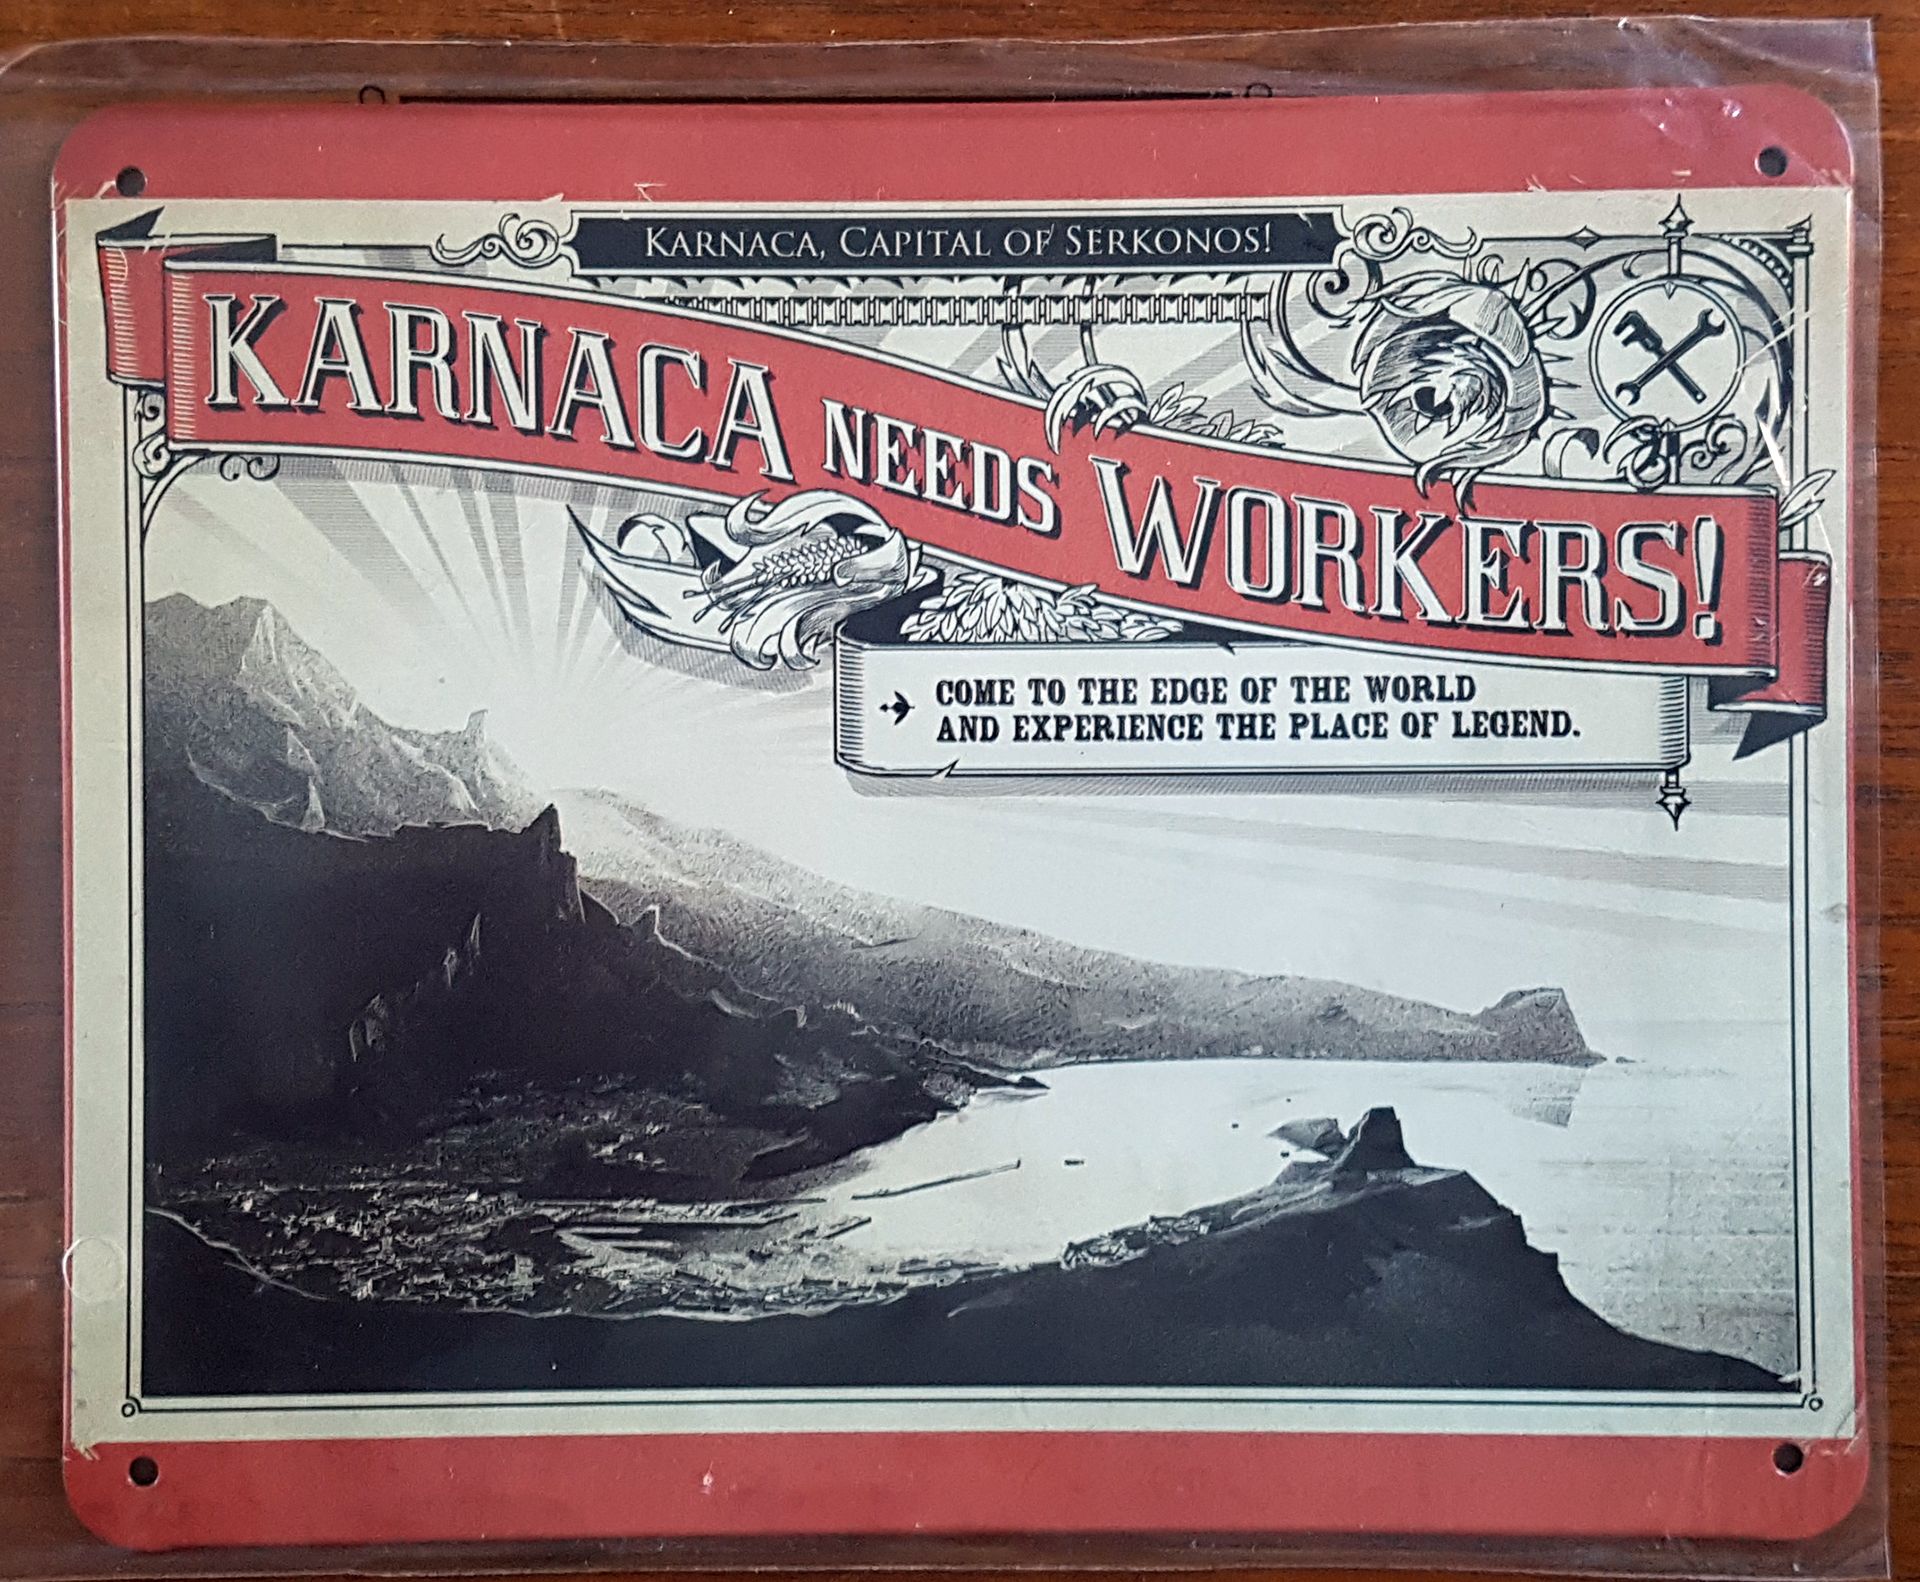 KARNACA, CAPITAL OF SERKONOS!
KARNACA NEEDS WORKERS!
COME TO THE EDGE OF THE WORLD
AND EXPERIENCE THE PLACE OF LEGEND.